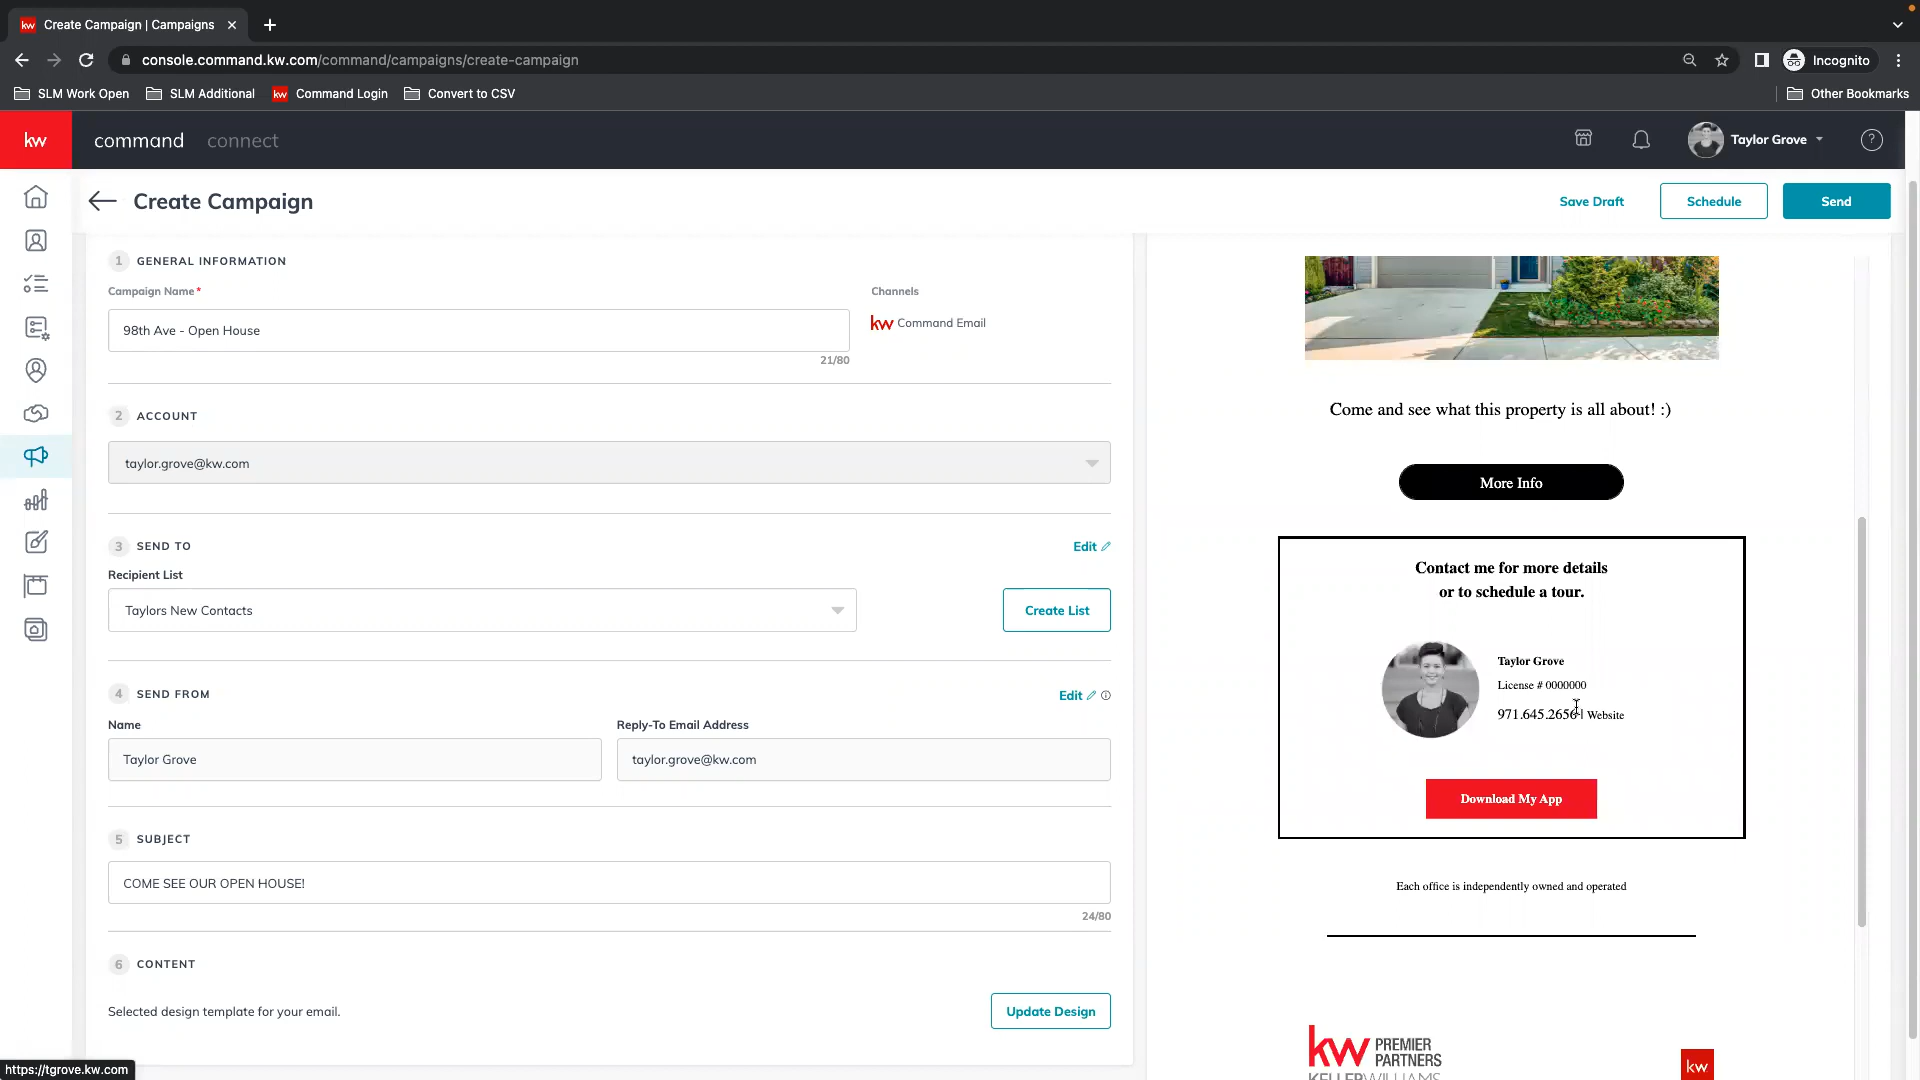 kw Create Campaign | Campaigns
console.command.kw.com/command/campaigns/create-campaign
Incognito
SLM Work Open
SLM Additional
kw Command Login
Convert to CSV
Other Bookmarks
kw
command connect
Taylor Grove
?
Create Campaign
Save Draft
Schedule
Send
1 GENERAL INFORMATION
Campaign Name*
98th Ave - Open House
21/80
Channels
kw Command Email
2 ACCOUNT
taylor.grove@kw.com
3 SEND TO
Edit
Recipient List
Taylors New Contacts
Create List
4 SEND FROM
Edit
Name
Reply-To Email Address
Taylor Grove
taylor.grove@kw.com
5 SUBJECT
COME SEE OUR OPEN HOUSE!
24/80
6 CONTENT
Selected design template for your email.
Update Design
Come and see what this property is all about! :)
More Info
Contact me for more details
or to schedule a tour.
Taylor Grove
License # 0000000
971.645.2656 | Website
Download My App
Each office is independently owned and operated
kw PREMIER
PARTNERS
KELLERWILLIAMS
kw
https://tgrove.kw.com